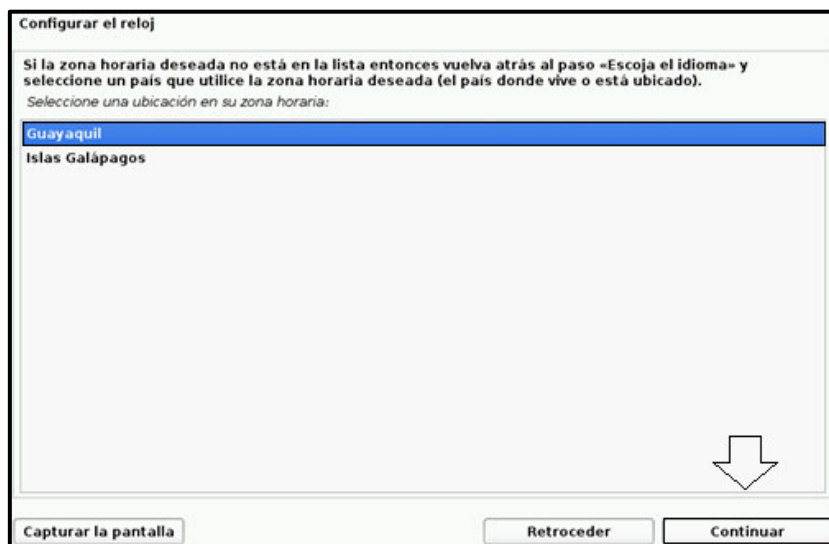 Configurar el reloj
Si la zona horaria deseada no está en la lista entonces vuelva atrás al paso «Escoja el idioma» y
seleccione un país que utilice la zona horaria deseada (el país donde vive o está ubicado).
Seleccione una ubicación en su zona horaria:
Guayaquil
Islas Galápagos
Capturar la pantalla
Retroceder
Continuar